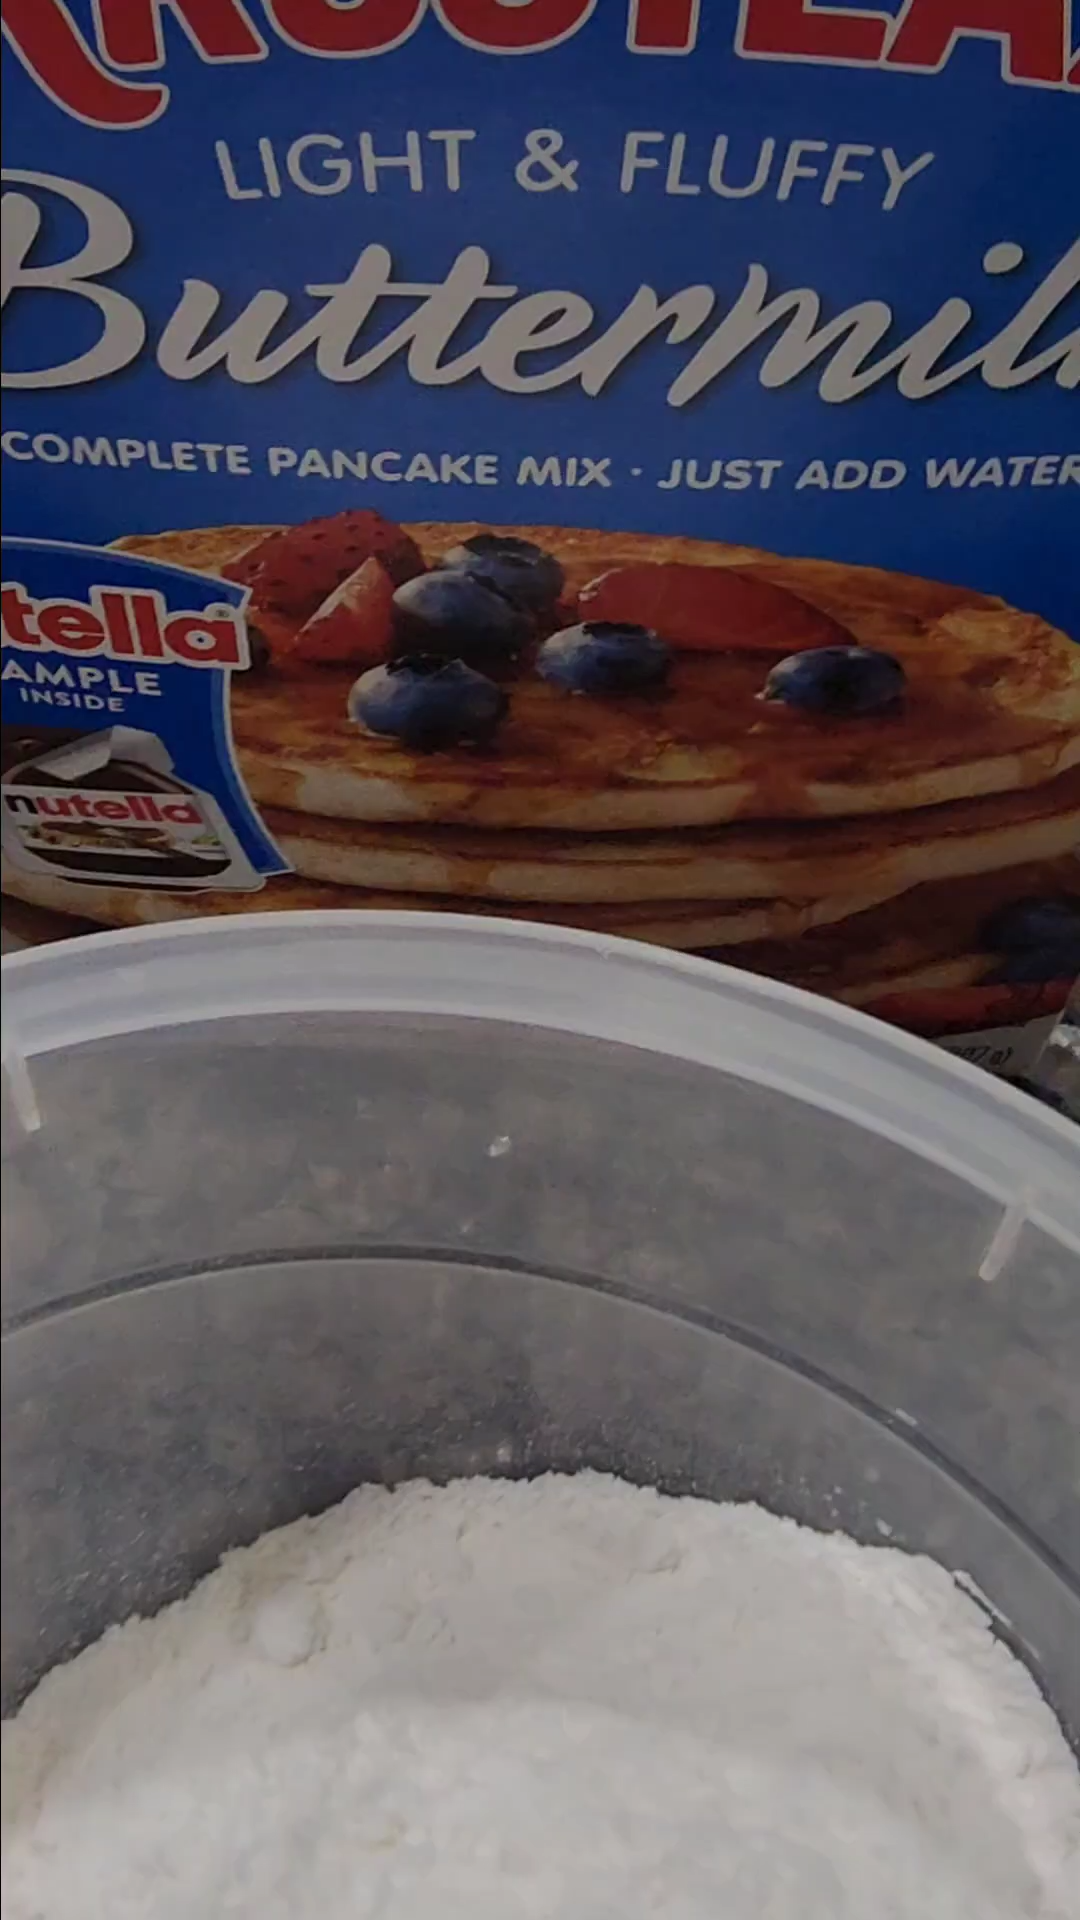 LIGHT & FLUFFY
Buttermil
COMPLETE PANCAKE MIX · JUST ADD WATER
tella®
AMPLE
INSIDE
nutella